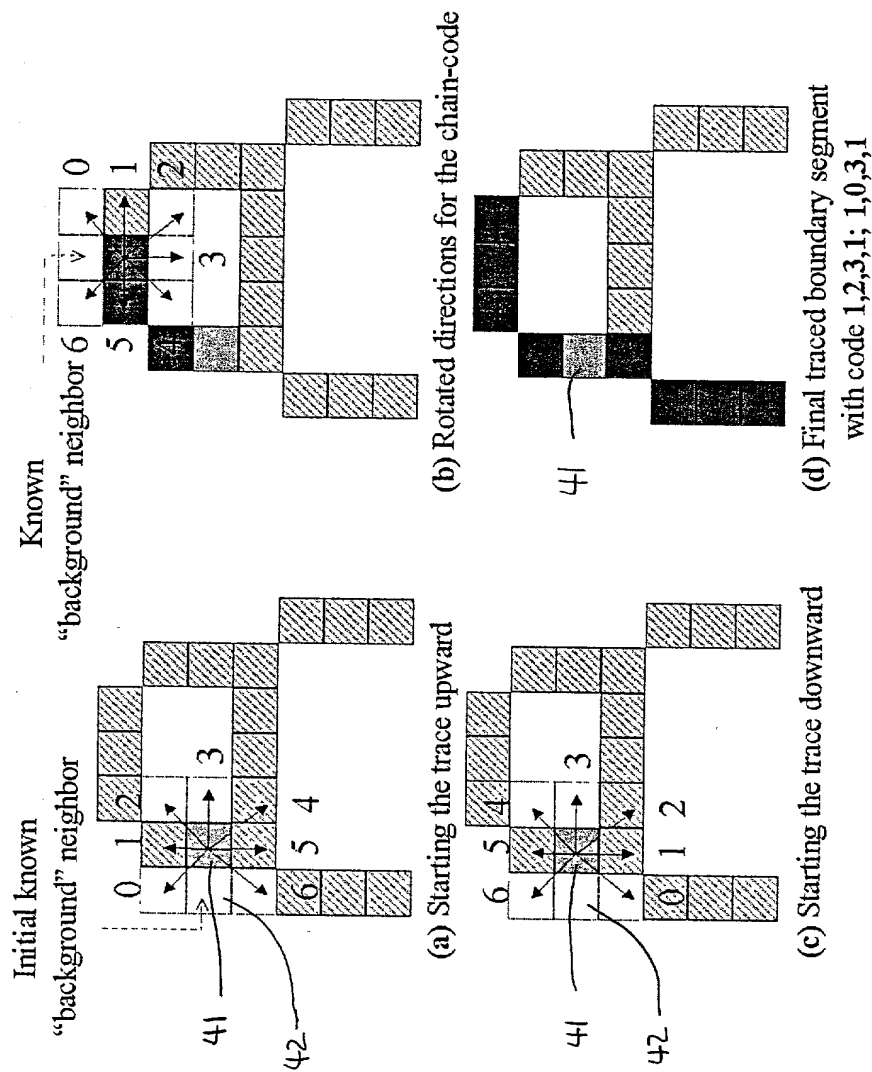 Initial known
"background" neighbor
0 1 2
3
6 5 4
41
42
(a) Starting the trace upward
Known
"background" neighbor
6 0
5 1
4 2
3
(b) Rotated directions for the chain-code
6 5 4
3
0 1 2
41
42
(c) Starting the trace downward
41
(d) Final traced boundary segment
with code 1,2,3,1; 1,0,3,1